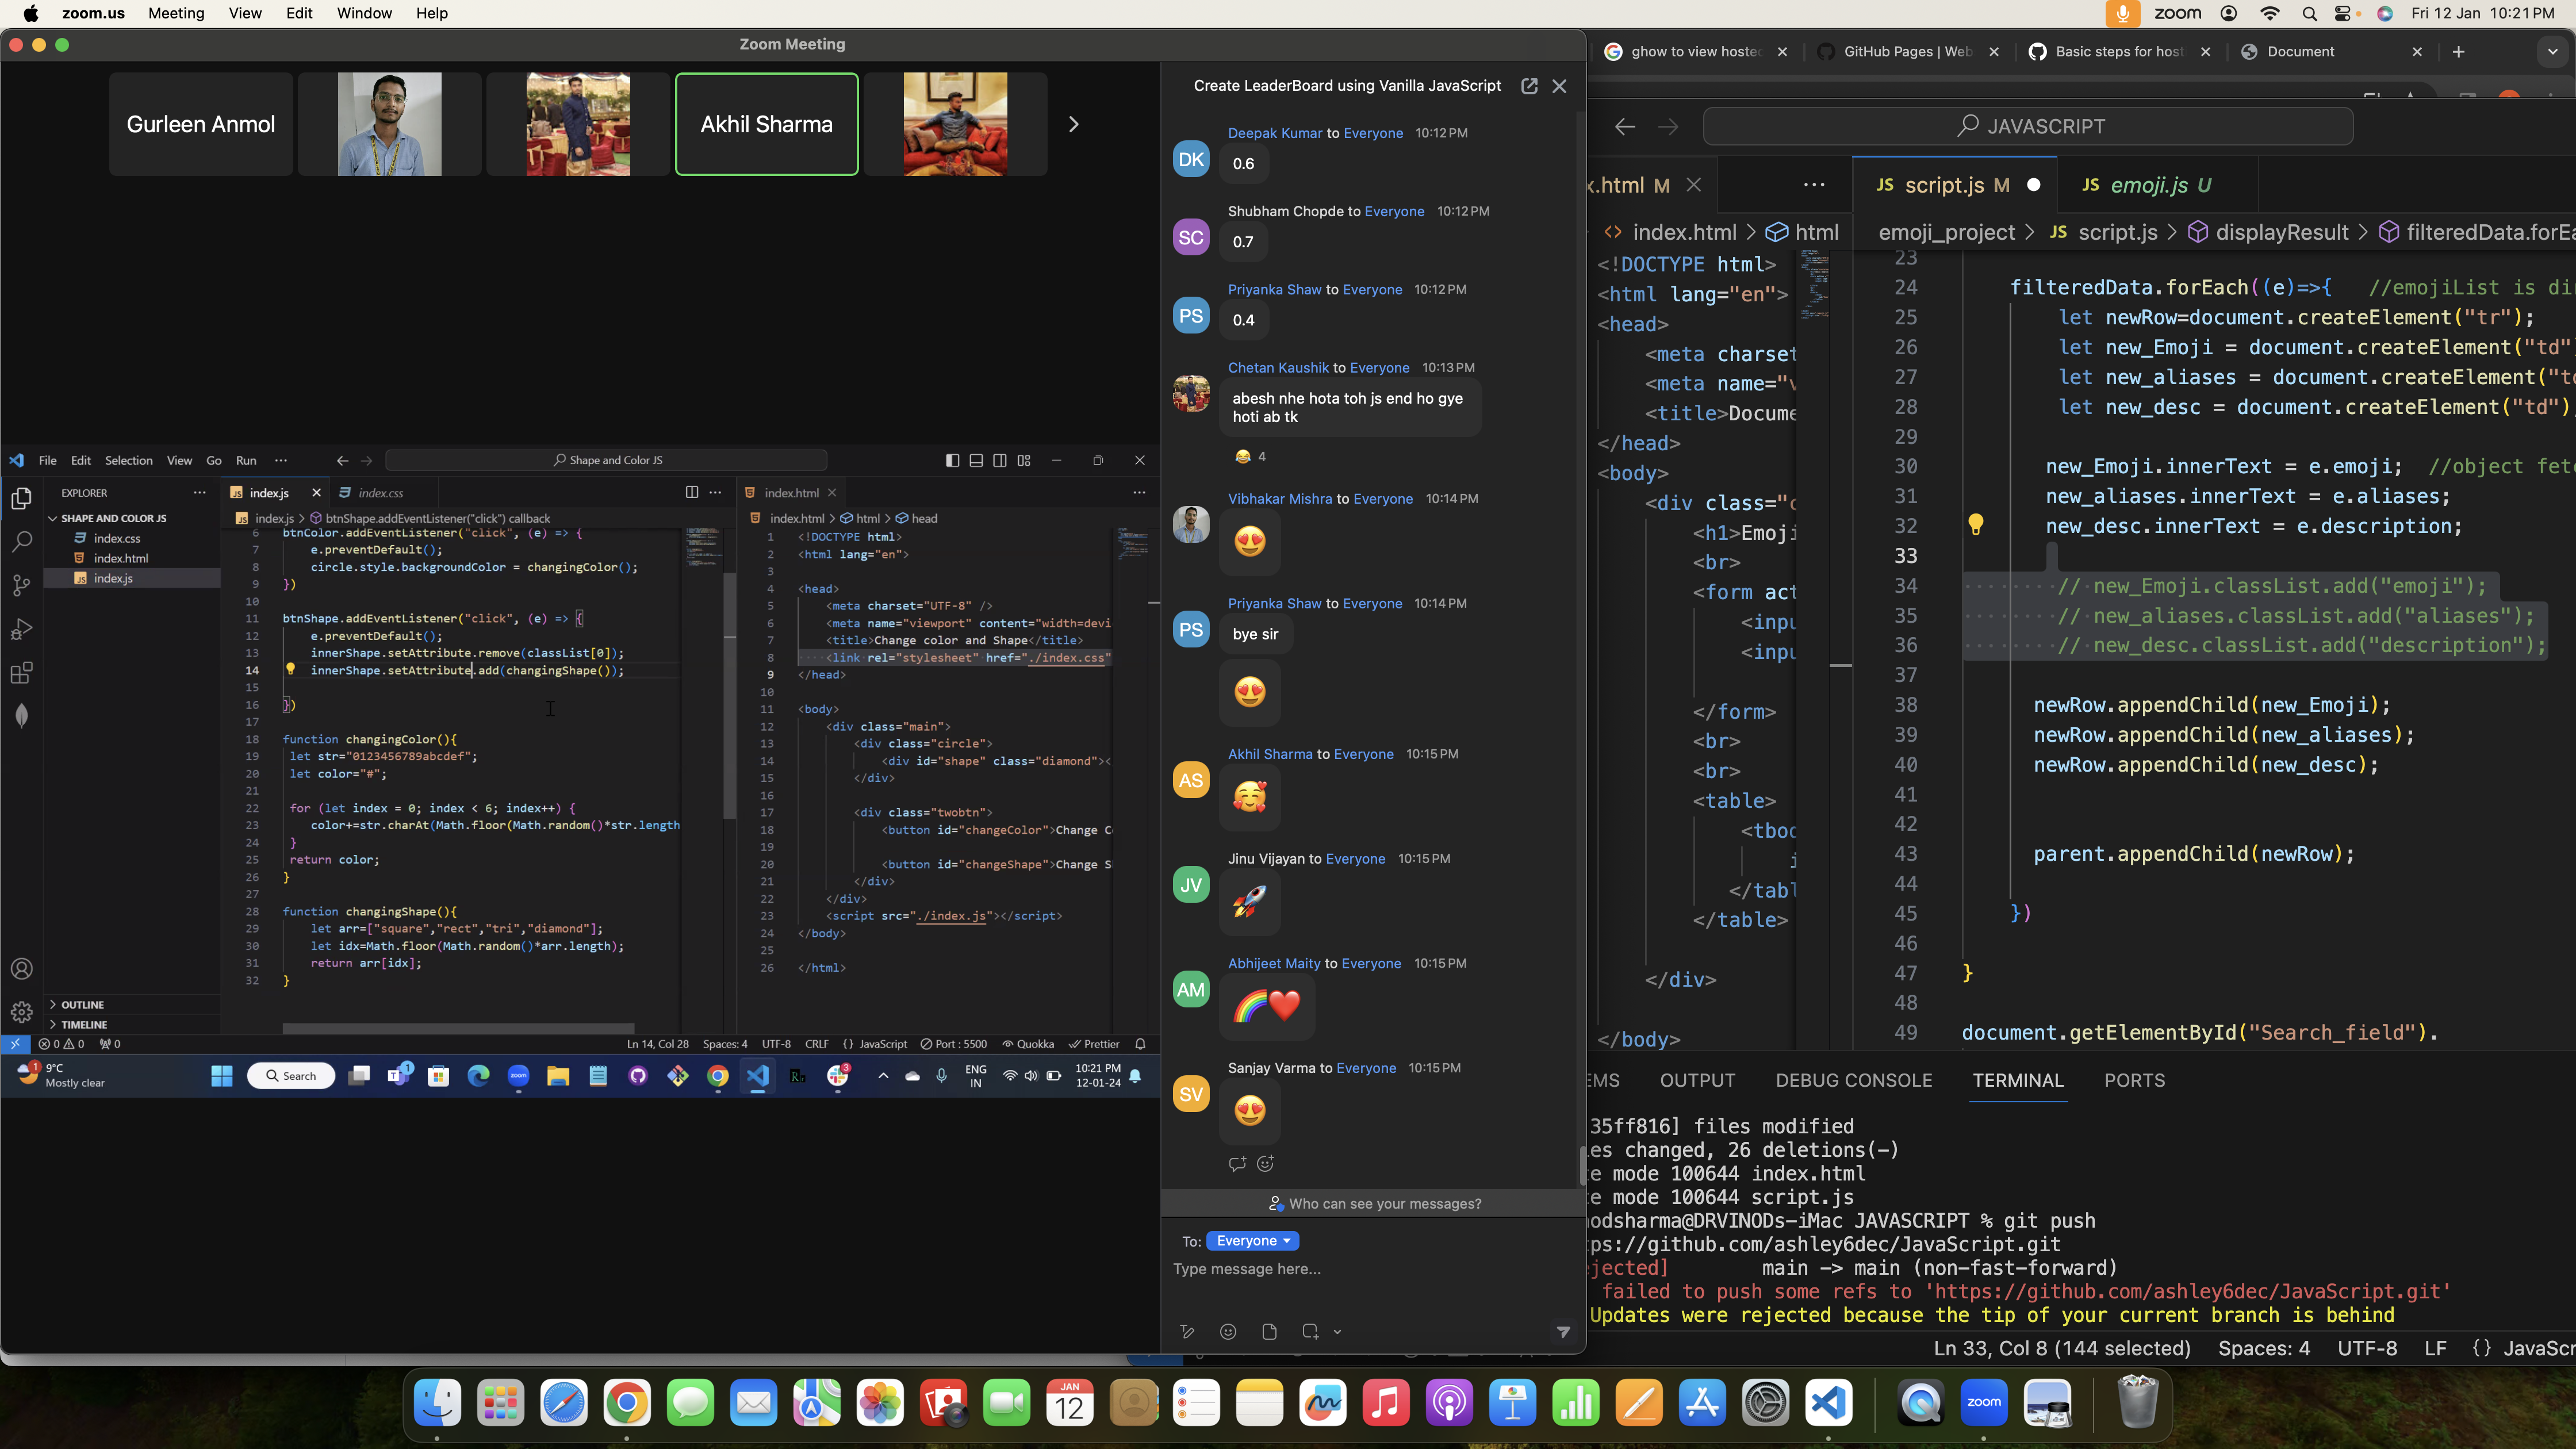 zoom.us Meeting View Edit Window Help
zoom Fri 12 Jan 10:21 PM
Zoom Meeting
Gurleen Anmol
Akhil Sharma
File Edit Selection View Go Run ···
Shape and Color JS
EXPLORER
SHAPE AND COLOR JS
index.css
index.html
index.js
OUTLINE
TIMELINE
JS index.js index.css
JS index.js > btnShape.addEventListener("click") callback
6 btnColor.addEventListener("click", (e) => {
7 e.preventDefault();
8 circle.style.backgroundColor = changingColor();
9 })
10
11 btnShape.addEventListener("click", (e) => {
12 e.preventDefault();
13 innerShape.setAttribute.remove(classList[0]);
14 innerShape.setAttribute.add(changingShape());
15
16 })
17
18 function changingColor(){
19 let str="0123456789abcdef";
20 let color="#";
21
22 for (let index = 0; index < 6; index++) {
23 color+=str.charAt(Math.floor(Math.random()*str.length
24 }
25 return color;
26 }
27
28 function changingShape(){
29 let arr=["square","rect","tri","diamond"];
30 let idx=Math.floor(Math.random()*arr.length);
31 return arr[idx];
32 }
index.html
index.html > html > head
1 <!DOCTYPE html>
2 <html lang="en">
3
4 <head>
5 <meta charset="UTF-8" />
6 <meta name="viewport" content="width=devi
7 <title>Change color and Shape</title>
8 <link rel="stylesheet" href="./index.css"
9 </head>
10
11 <body>
12 <div class="main">
13 <div class="circle">
14 <div id="shape" class="diamond"><
15 </div>
16
17 <div class="twobtn">
18 <button id="changeColor">Change C
19
20 <button id="changeShape">Change S
21 </div>
22 </div>
23 <script src="./index.js"></script>
24 </body>
25
26 </html>
0 0 0
Ln 14, Col 28 Spaces: 4 UTF-8 CRLF {} JavaScript Port : 5500 Quokka Prettier
9°C
Mostly clear
Search
ENG
IN
10:21 PM
12-01-24
Create LeaderBoard using Vanilla JavaScript
Deepak Kumar to Everyone 10:12 PM
DK
0.6
Shubham Chopde to Everyone 10:12 PM
SC
0.7
Priyanka Shaw to Everyone 10:12 PM
PS
0.4
Chetan Kaushik to Everyone 10:13 PM
abesh nhe hota toh js end ho gye
hoti ab tk
😂 4
Vibhakar Mishra to Everyone 10:14 PM
😍
Priyanka Shaw to Everyone 10:14 PM
PS
bye sir
😍
Akhil Sharma to Everyone 10:15 PM
AS
🥰
Jinu Vijayan to Everyone 10:15 PM
JV
🚀
Abhijeet Maity to Everyone 10:15 PM
AM
🌈❤️
Sanjay Varma to Everyone 10:15 PM
SV
😍
Who can see your messages?
To: Everyone
Type message here...
ghow to view hoste
GitHub Pages | Web
Basic steps for host
Document
JAVASCRIPT
x.html M
JS script.js M
JS emoji.js U
index.html > html
<!DOCTYPE html>
<html lang="en">
<head>
<meta charset
<meta name="v
<title>Docume
</head>
<body>
<div class="c
<h1>Emoji
<br>
<form act
<inpu
<inpu
</form>
<br>
<br>
<table>
<tbod
i
</tabl
</table>
</div>
</body>
emoji_project > JS script.js > displayResult > filteredData.forEa
23
24 filteredData.forEach((e)=>{ //emojiList is di
25 let newRow=document.createElement("tr");
26 let new_Emoji = document.createElement("td"
27 let new_aliases = document.createElement("t
28 let new_desc = document.createElement("td")
29
30 new_Emoji.innerText = e.emoji; //object fet
31 new_aliases.innerText = e.aliases;
32 new_desc.innerText = e.description;
33
34 // new_Emoji.classList.add("emoji");
35 // new_aliases.classList.add("aliases");
36 // new_desc.classList.add("description");
37
38 newRow.appendChild(new_Emoji);
39 newRow.appendChild(new_aliases);
40 newRow.appendChild(new_desc);
41
42
43 parent.appendChild(newRow);
44
45 })
46
47 }
48
49 document.getElementById("Search_field").
EMS OUTPUT DEBUG CONSOLE TERMINAL PORTS
35ff816] files modified
es changed, 26 deletions(-)
e mode 100644 index.html
e mode 100644 script.js
odsharma@DRVINODs-iMac JAVASCRIPT % git push
ps://github.com/ashley6dec/JavaScript.git
ejected] main -> main (non-fast-forward)
failed to push some refs to 'https://github.com/ashley6dec/JavaScript.git'
Updates were rejected because the tip of your current branch is behind
Ln 33, Col 8 (144 selected) Spaces: 4 UTF-8 LF {} JavaScr
JAN
12
zoom